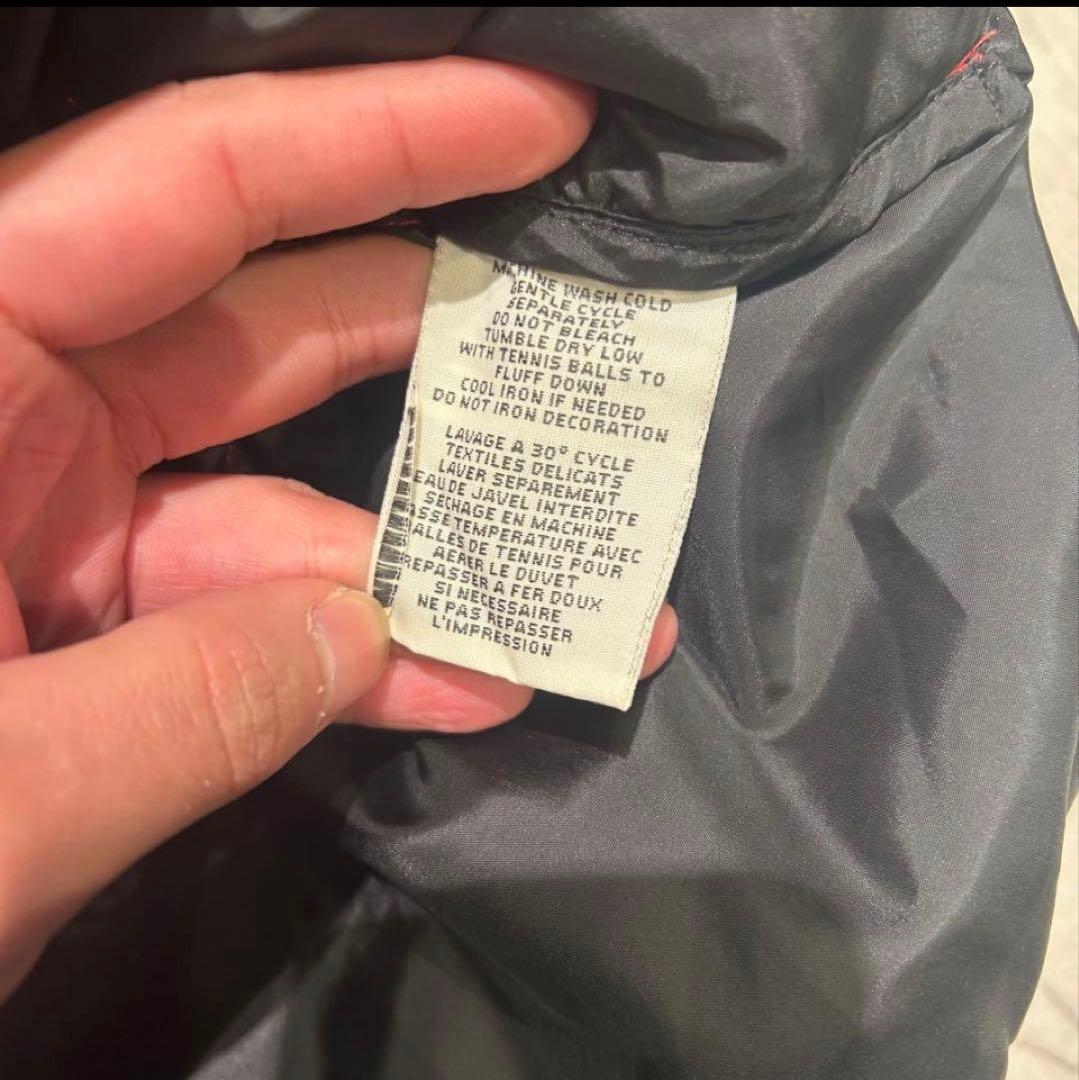 MACHINE WASH COLD
GENTLE CYCLE
SEPARATELY
DO NOT BLEACH
TUMBLE DRY LOW
WITH TENNIS BALLS TO
FLUFF DOWN
COOL IRON IF NEEDED
DO NOT IRON DECORATION
LAVAGE A 30° CYCLE
TEXTILES DELICATS
LAVER SEPAREMENT
EAU DE JAVEL INTERDITE
SECHAGE EN MACHINE
TEMPERATURE AVEC
DE TENNIS POUR
AERER LE DUVET
REPASSER A FER DOUX
SI NECESSAIRE
NE PAS REPASSER
L'IMPRESSION